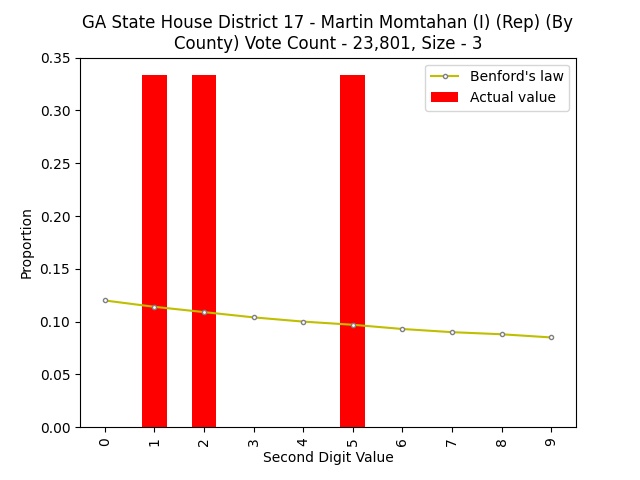 GA State House District 17 - Martin Momtahan (I) (Rep) (By
County) Vote Count - 23,801, Size - 3
Benford's law
Actual value
0.35
0.30
0.25
0.20
0.15
0.10
0.05
0.00
Proportion
0 1 2 3 4 5 6 7 8 9
Second Digit Value